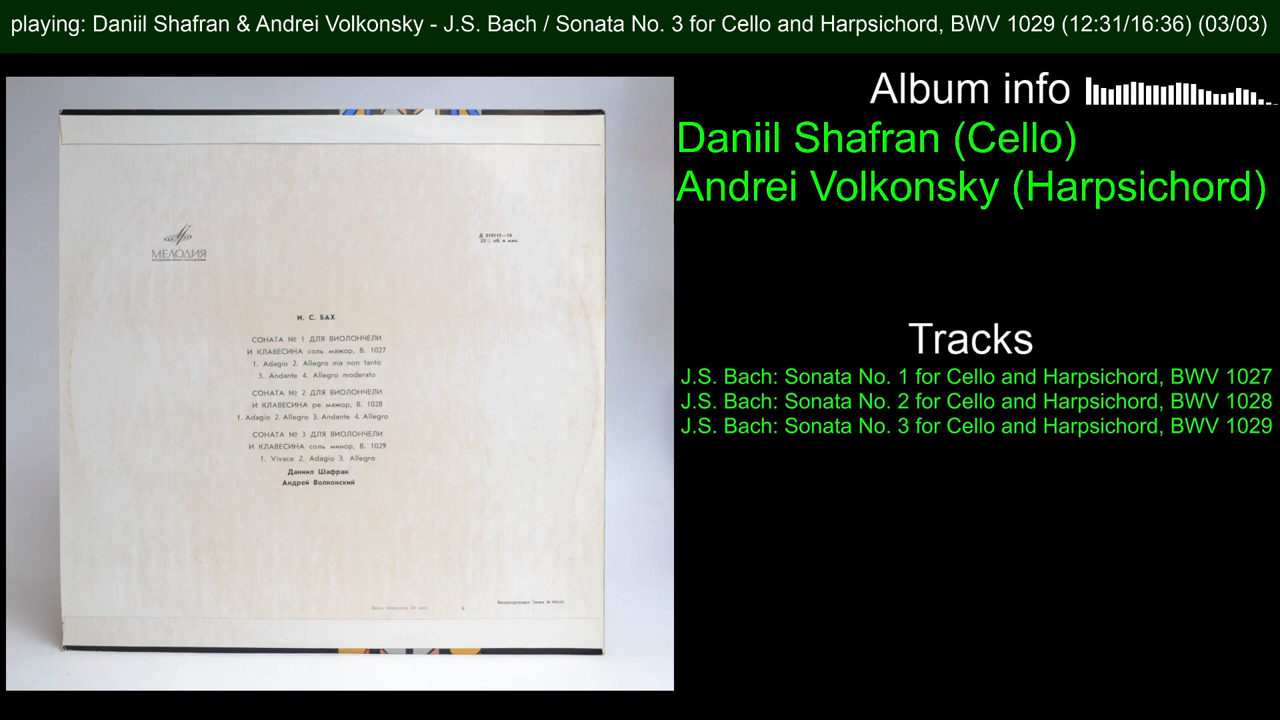 playing: Daniil Shafran & Andrei Volkonsky - J.S. Bach / Sonata No. 3 for Cello and Harpsichord, BWV 1029 (12:31/16:36) (03/03)
Album info
Daniil Shafran (Cello)
Andrei Volkonsky (Harpsichord)
Tracks
J.S. Bach: Sonata No. 1 for Cello and Harpsichord, BWV 1027
J.S. Bach: Sonata No. 2 for Cello and Harpsichord, BWV 1028
J.S. Bach: Sonata No. 3 for Cello and Harpsichord, BWV 1029
МЕЛОДИЯ
И. С. БАХ
СОНАТА № 1 ДЛЯ ВИОЛОНЧЕЛИ
И КЛАВЕСИНА соль мажор, В. 1027
1. Adagio 2. Allegro ma non tanto
3. Andante 4. Allegro moderato
СОНАТА № 2 ДЛЯ ВИОЛОНЧЕЛИ
И КЛАВЕСИНА ре мажор, В. 1028
1. Adagio 2. Allegro 3. Andante 4. Allegro
СОНАТА № 3 ДЛЯ ВИОЛОНЧЕЛИ
И КЛАВЕСИНА соль минор, В. 1029
1. Vivace 2. Adagio 3. Allegro
Даниил Шафран
Андрей Волконский